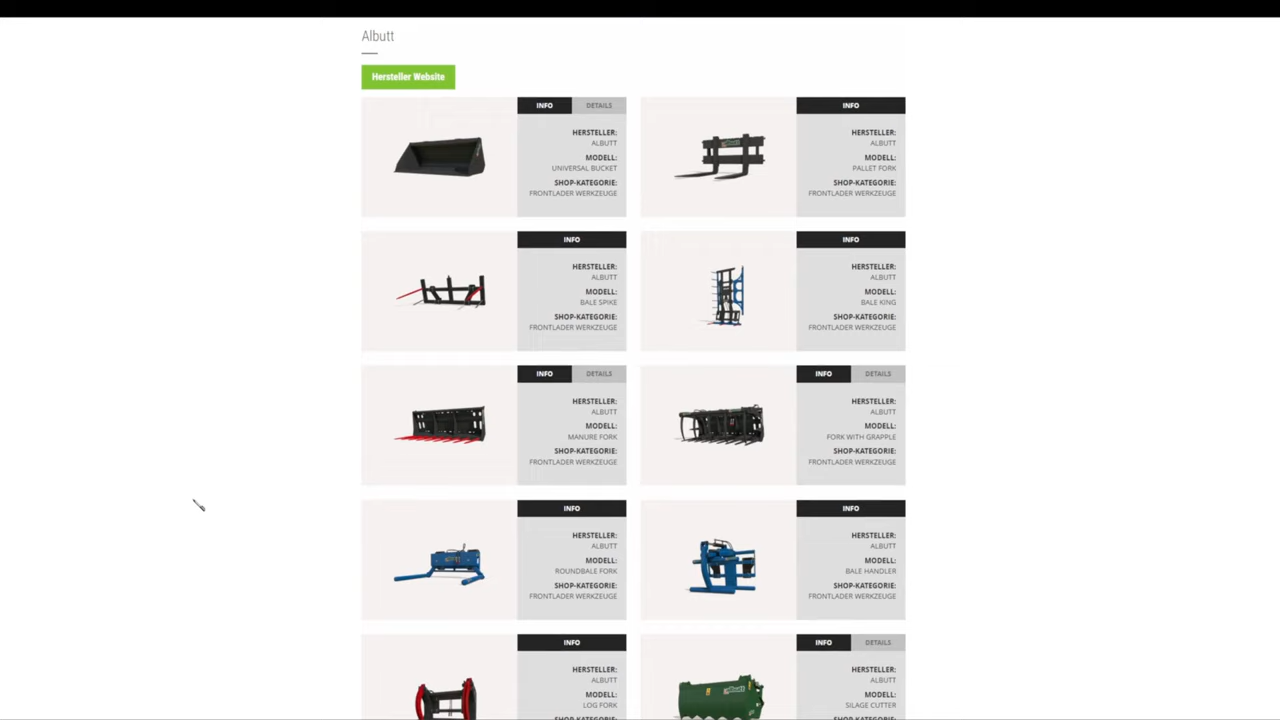 Albutt
Hersteller Website
INFO DETAILS
HERSTELLER:
ALBUTT
MODELL:
UNIVERSAL BUCKET
SHOP-KATEGORIE:
FRONTLADER WERKZEUGE
INFO
HERSTELLER:
ALBUTT
MODELL:
PALLET FORK
SHOP-KATEGORIE:
FRONTLADER WERKZEUGE
INFO
HERSTELLER:
ALBUTT
MODELL:
BALE SPIKE
SHOP-KATEGORIE:
FRONTLADER WERKZEUGE
INFO
HERSTELLER:
ALBUTT
MODELL:
BALE KING
SHOP-KATEGORIE:
FRONTLADER WERKZEUGE
INFO DETAILS
HERSTELLER:
ALBUTT
MODELL:
MANURE FORK
SHOP-KATEGORIE:
FRONTLADER WERKZEUGE
INFO DETAILS
HERSTELLER:
ALBUTT
MODELL:
FORK WITH GRAPPLE
SHOP-KATEGORIE:
FRONTLADER WERKZEUGE
INFO
HERSTELLER:
ALBUTT
MODELL:
ROUNDBALE FORK
SHOP-KATEGORIE:
FRONTLADER WERKZEUGE
INFO
HERSTELLER:
ALBUTT
MODELL:
BALE HANDLER
SHOP-KATEGORIE:
FRONTLADER WERKZEUGE
INFO
HERSTELLER:
ALBUTT
MODELL:
LOG FORK
INFO DETAILS
HERSTELLER:
ALBUTT
MODELL:
SILAGE CUTTER